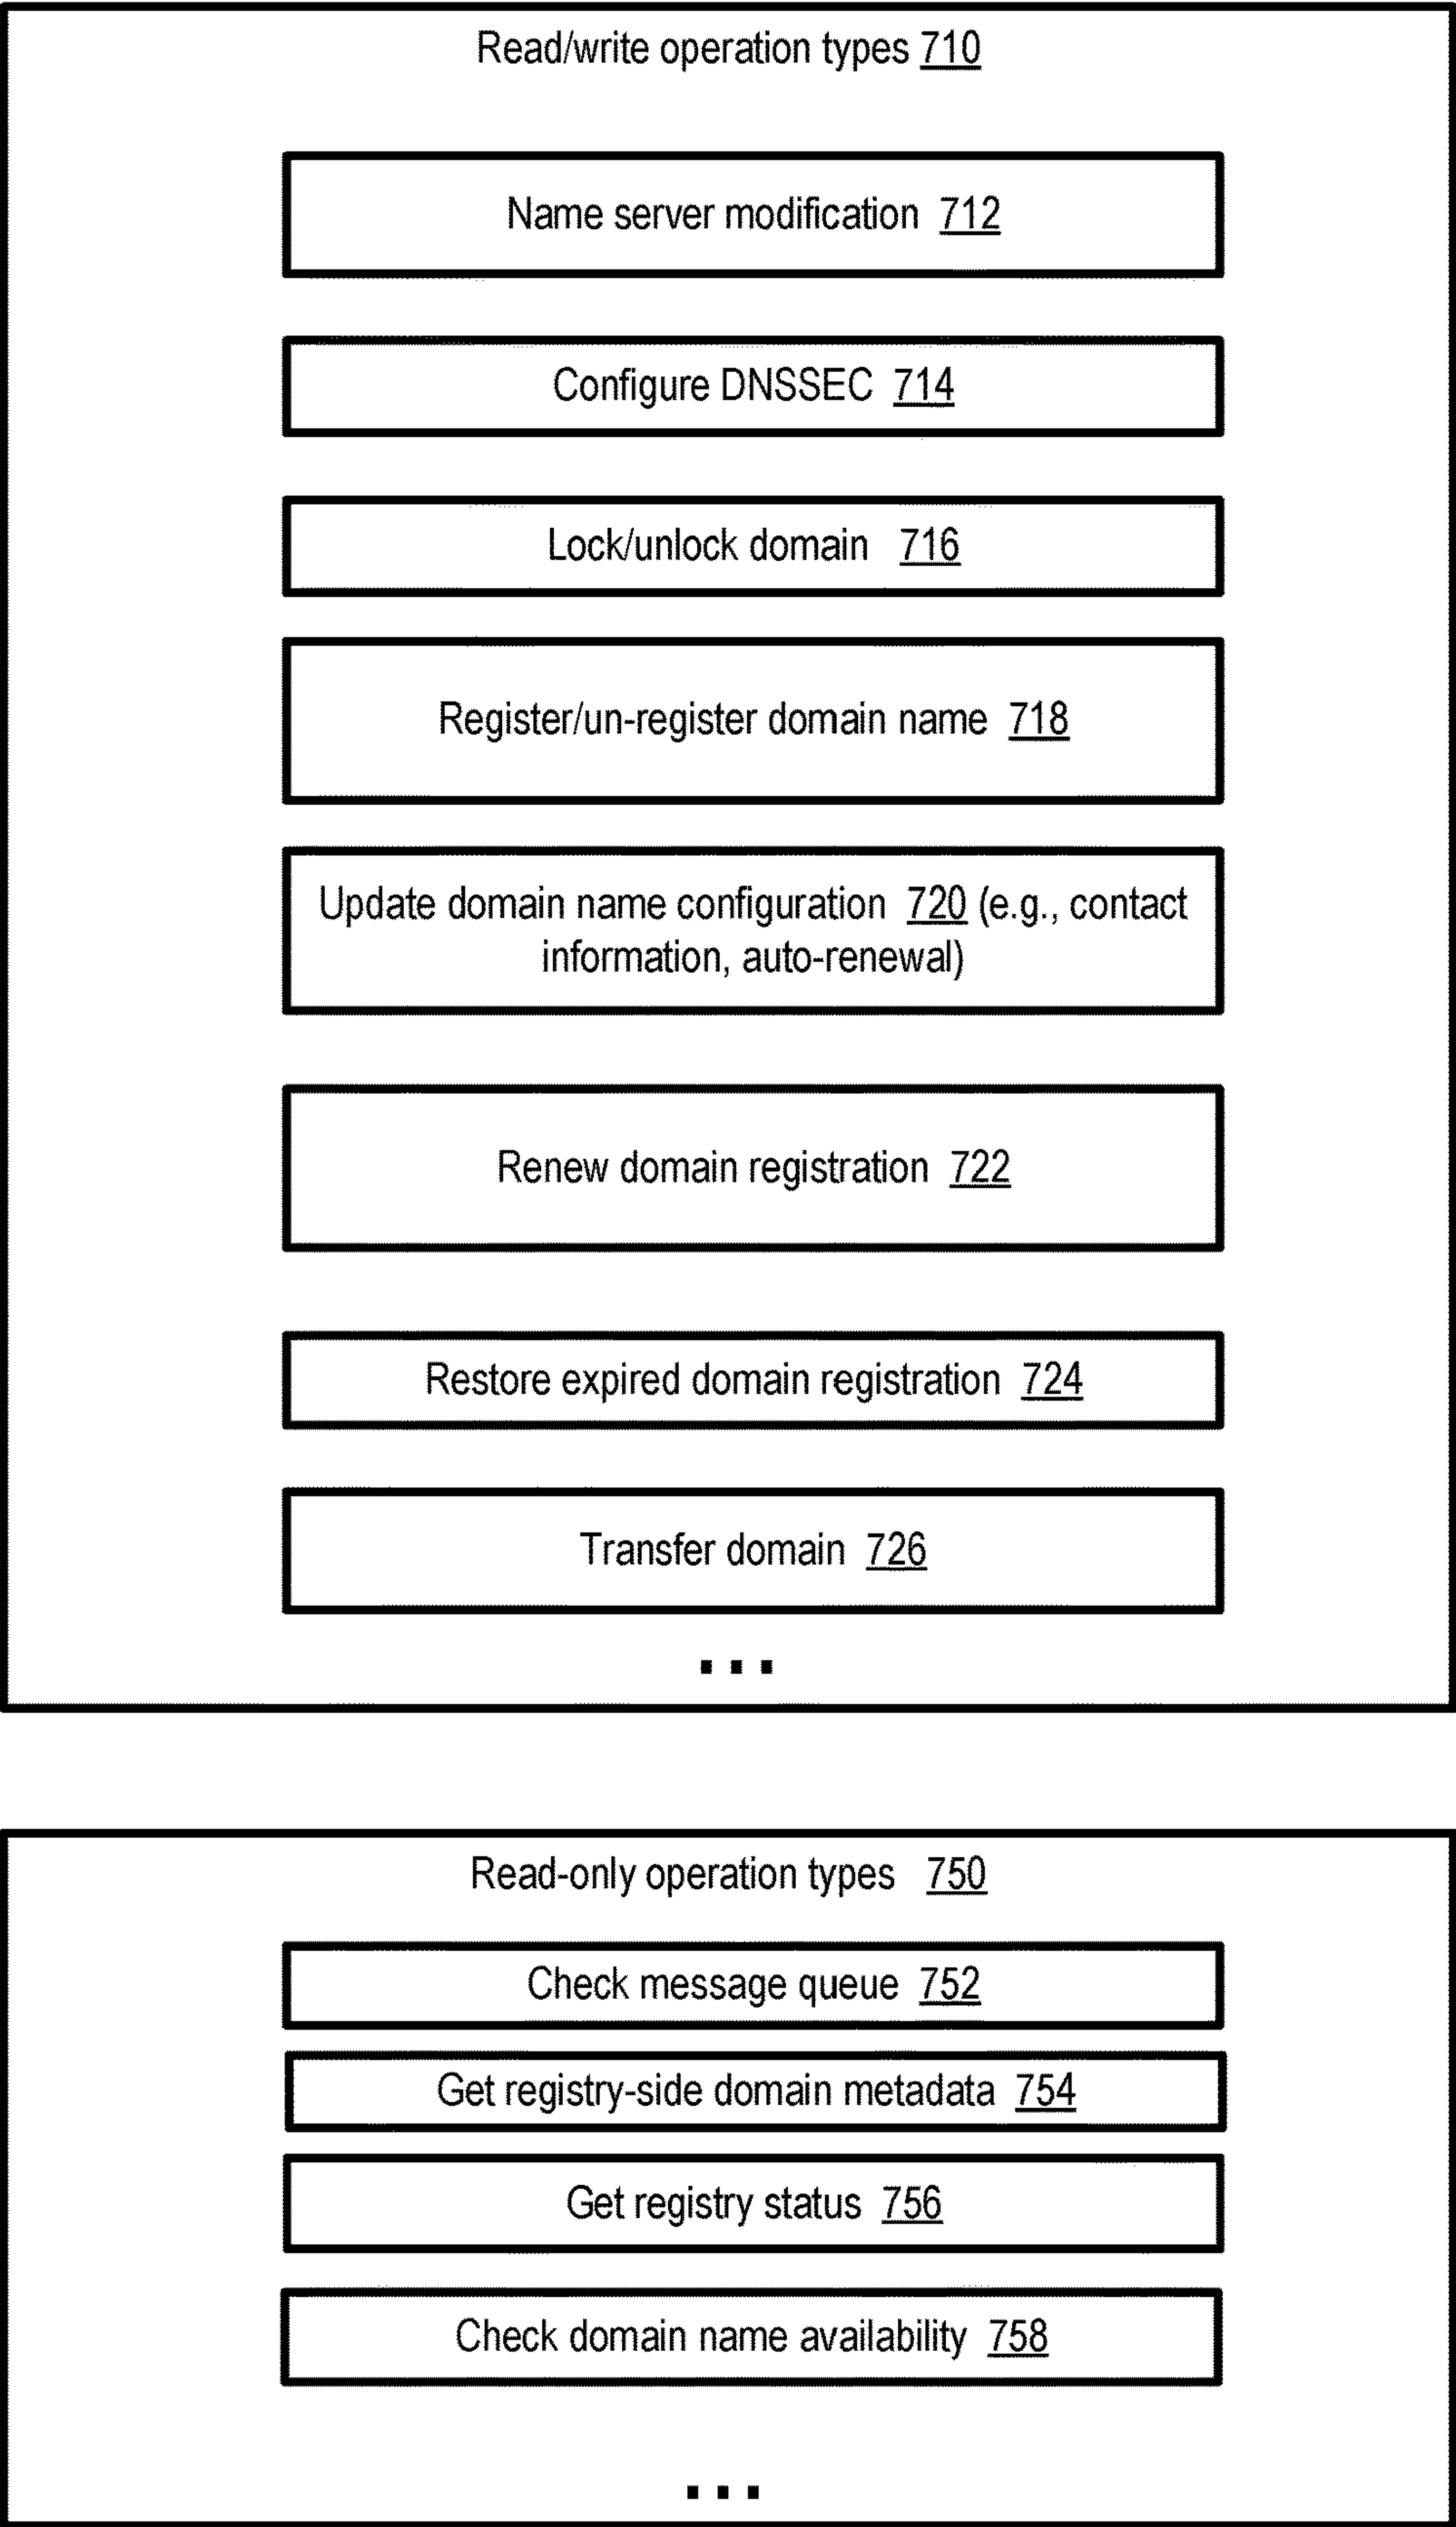 Read/write operation types 710
Name server modification 712
Configure DNSSEC 714
Lock/unlock domain 716
Register/un-register domain name 718
Update domain name configuration 720 (e.g., contact
information, auto-renewal)
Renew domain registration 722
Restore expired domain registration 724
Transfer domain 726
...
Read-only operation types 750
Check message queue 752
Get registry-side domain metadata 754
Get registry status 756
Check domain name availability 758
...